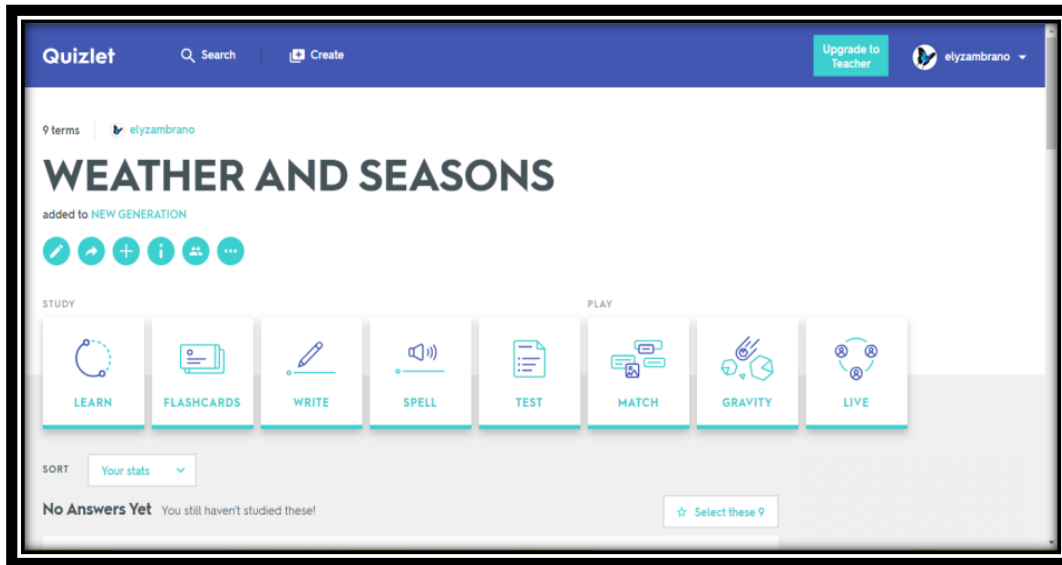 Quizlet Search Create Upgrade to Teacher elyzambrano
9 terms elyzambrano
WEATHER AND SEASONS
added to NEW GENERATION
STUDY PLAY
LEARN FLASHCARDS WRITE SPELL TEST MATCH GRAVITY LIVE
SORT Your stats
No Answers Yet You still haven't studied these! Select these 9